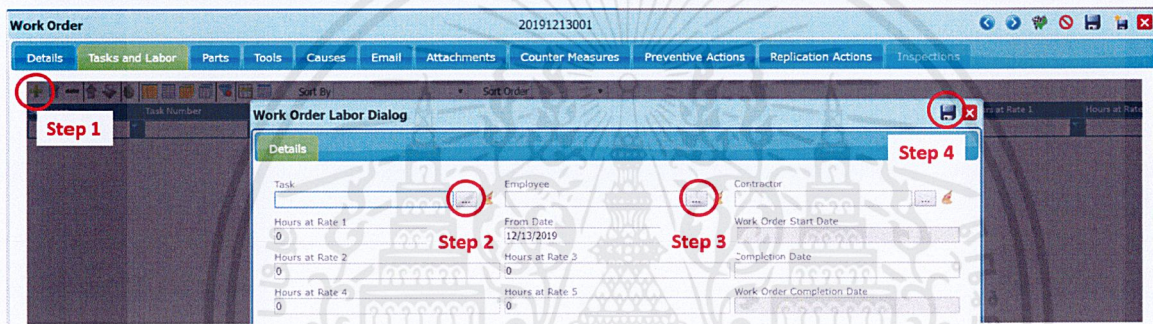 Work Order 20191213001
Details Tasks and Labor Parts Tools Causes Email Attachments Counter Measures Preventive Actions Replication Actions Inspections
Sort By Sort Order
Task Number Hours at Rate 1 Hours at Rate
Step 1
Work Order Labor Dialog
Step 4
Details
Task Employee Contractor
... ... ...
Hours at Rate 1 From Date Work Order Start Date
0 12/13/2019
Step 2 Step 3
Hours at Rate 2 Hours at Rate 3 Completion Date
0 0
Hours at Rate 4 Hours at Rate 5 Work Order Completion Date
0 0